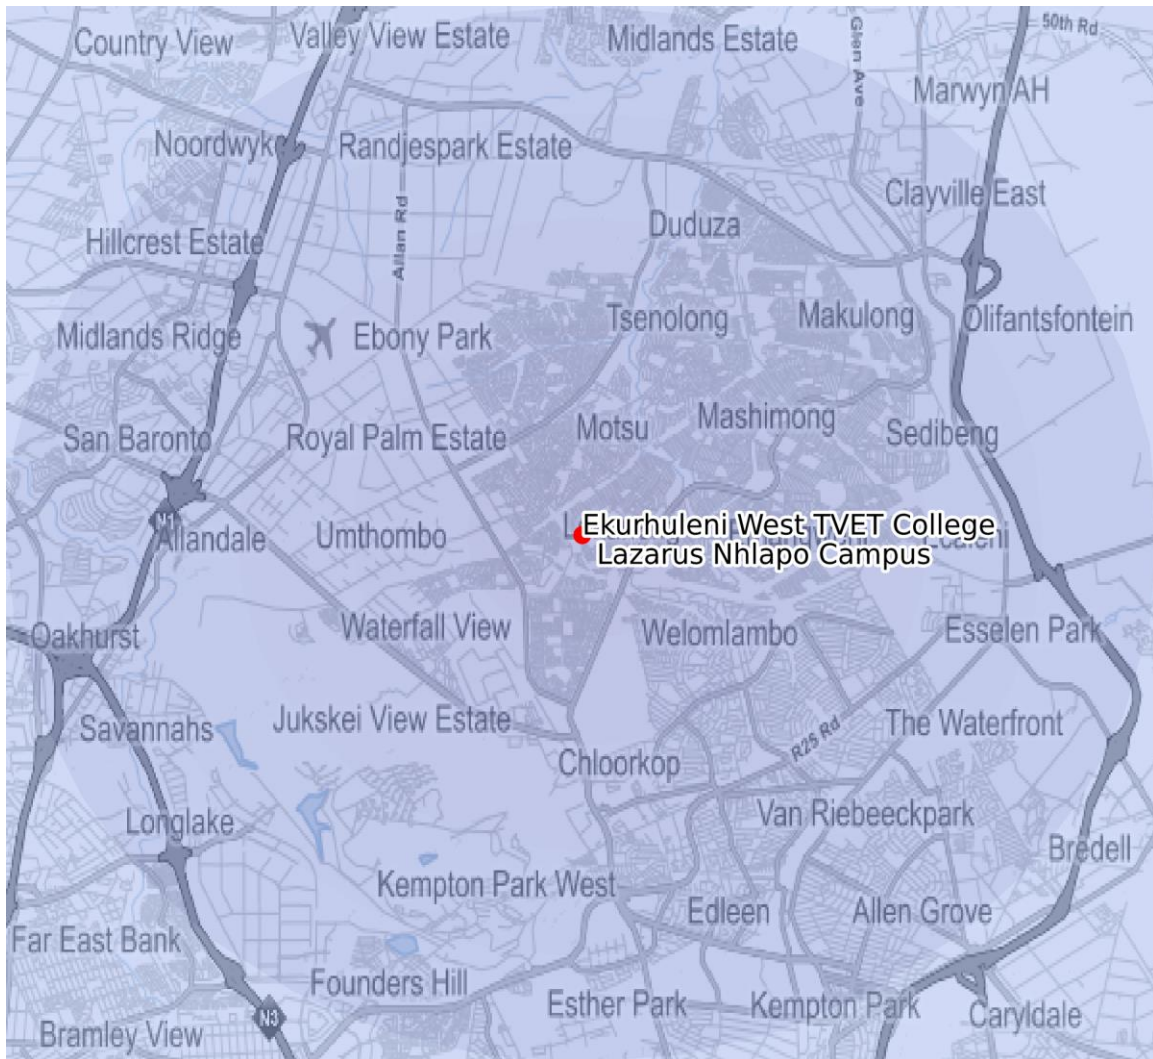 Country View
Valley View Estate
Midlands Estate
Glen Ave
50th Rd
Marwyn AH
Noordwyk
Randjespark Estate
Allan Rd
Clayville East
Duduza
Hillcrest Estate
Midlands Ridge
Ebony Park
Tsenolong
Makulong
Olifantsfontein
San Baronto
Royal Palm Estate
Motsu
Mashimong
Sedibeng
N1
Allandale
Umthombo
Ekurhuleni West TVET College
Lazarus Nhlapo Campus
Oakhurst
Waterfall View
Welomlambo
Esselen Park
Savannahs
Jukskei View Estate
R25 Rd
The Waterfront
Chloorkop
Longlake
Van Riebeeckpark
Bredell
Kempton Park West
Edleen
Allen Grove
Far East Bank
Founders Hill
Esther Park
Kempton Park
Caryldale
N3
Bramley View